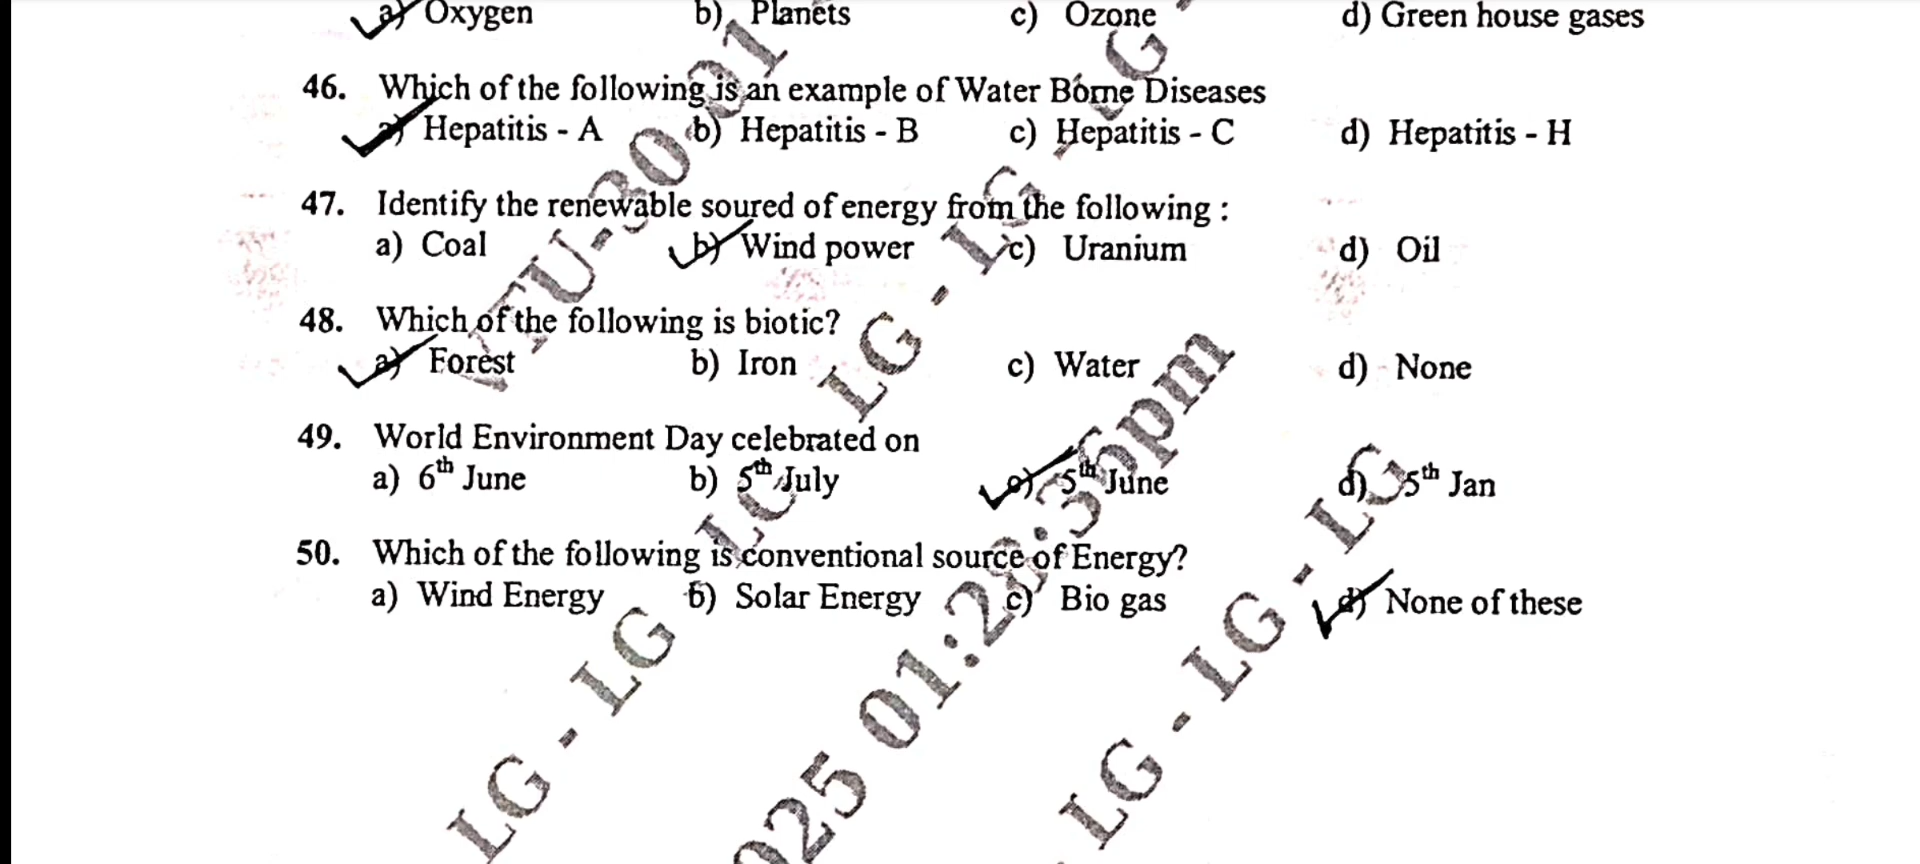 a) Oxygen b) Planets c) Ozone d) Green house gases
46. Which of the following is an example of Water Borne Diseases
a) Hepatitis - A b) Hepatitis - B c) Hepatitis - C d) Hepatitis - H
47. Identify the renewable soured of energy from the following :
a) Coal b) Wind power c) Uranium d) Oil
48. Which of the following is biotic?
a) Forest b) Iron c) Water d) None
49. World Environment Day celebrated on
a) 6th June b) 5th July c) 5th June d) 5th Jan
50. Which of the following is conventional source of Energy?
a) Wind Energy b) Solar Energy c) Bio gas d) None of these
VTU-30-01
LG - LG - LG - LG - G
025 01:28:35pm
LG - LG - LG